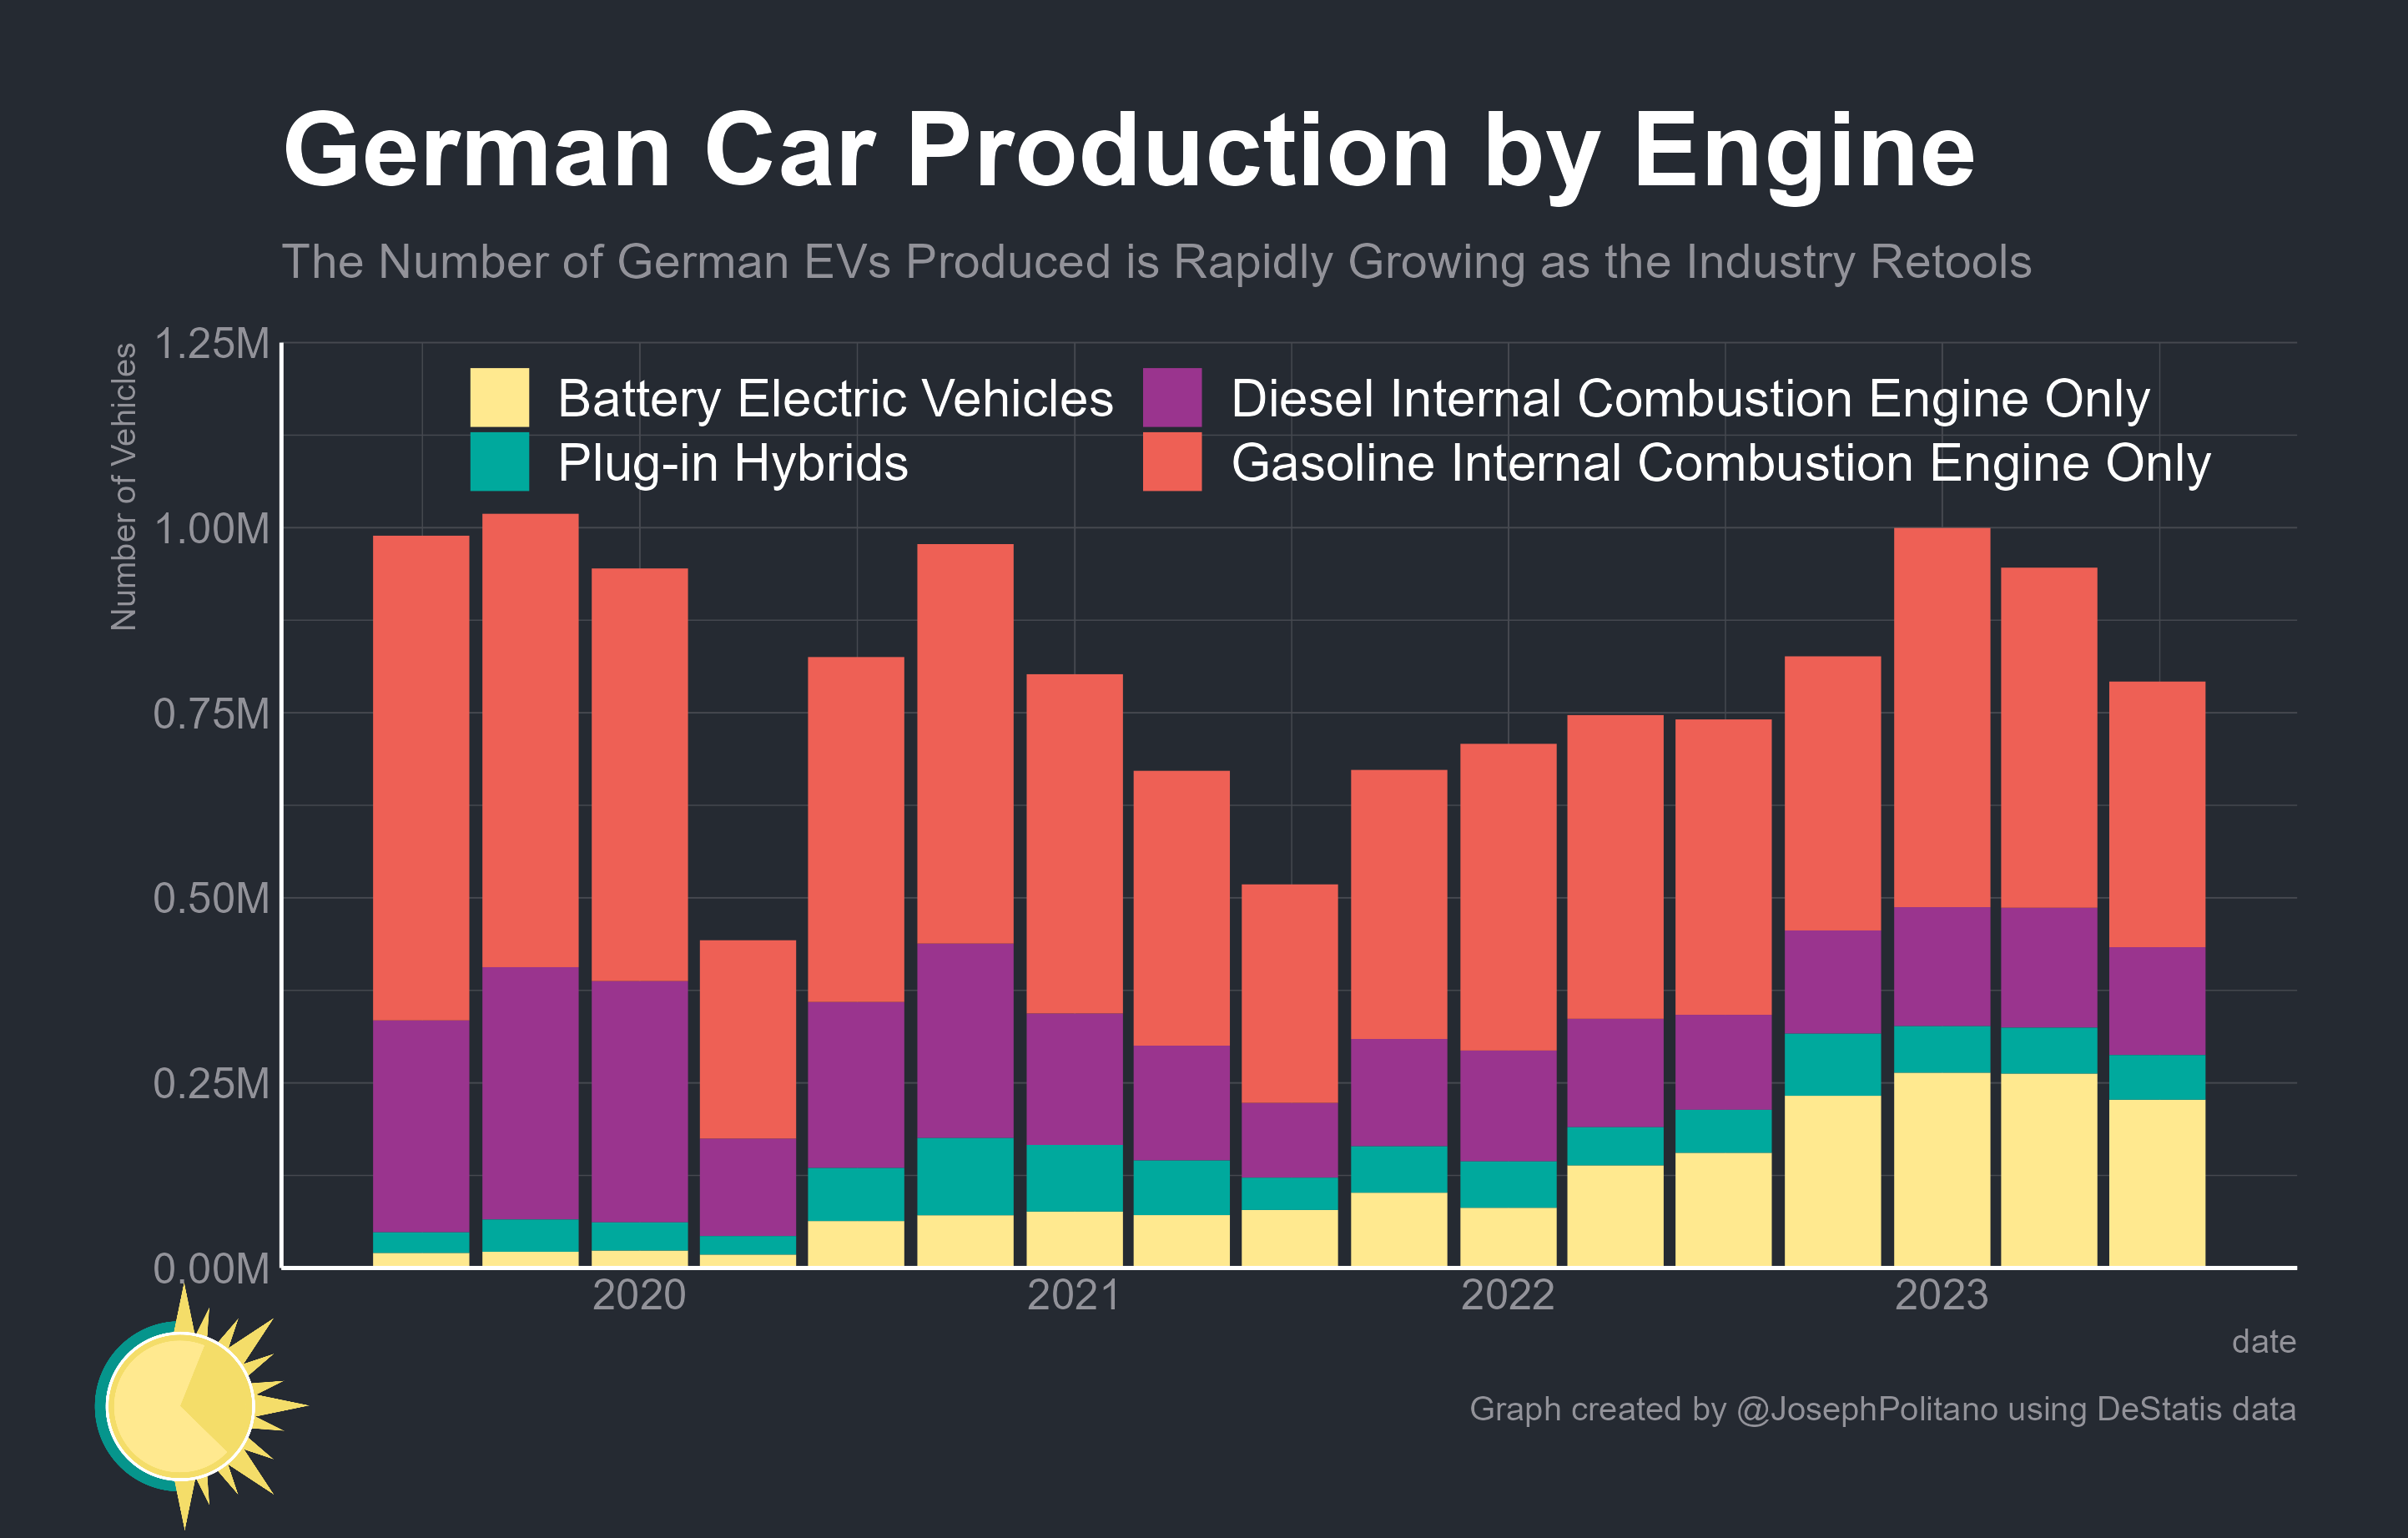 German Car Production by Engine
The Number of German EVs Produced is Rapidly Growing as the Industry Retools
Number of Vehicles
1.25M
1.00M
0.75M
0.50M
0.25M
0.00M
Battery Electric Vehicles
Plug-in Hybrids
Diesel Internal Combustion Engine Only
Gasoline Internal Combustion Engine Only
2020
2021
2022
2023
date
Graph created by @JosephPolitano using DeStatis data